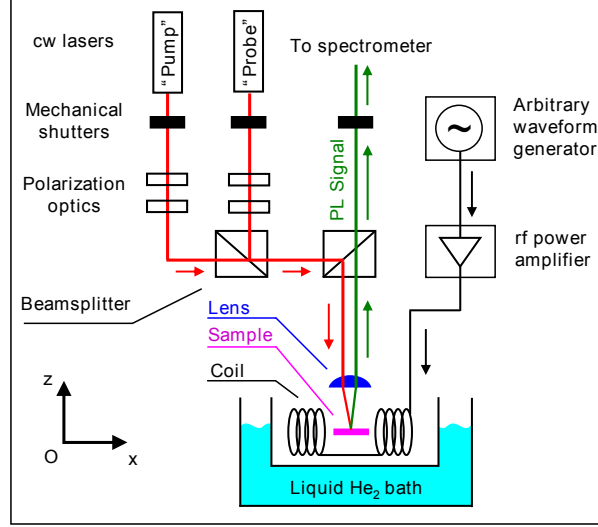 cw lasers
"Pump"
"Probe"
To spectrometer
Mechanical
shutters
Arbitrary
waveform
generator
~
Polarization
optics
PL Signal
rf power
amplifier
Beamsplitter
Lens
Sample
Coil
z
O
x
Liquid He2 bath